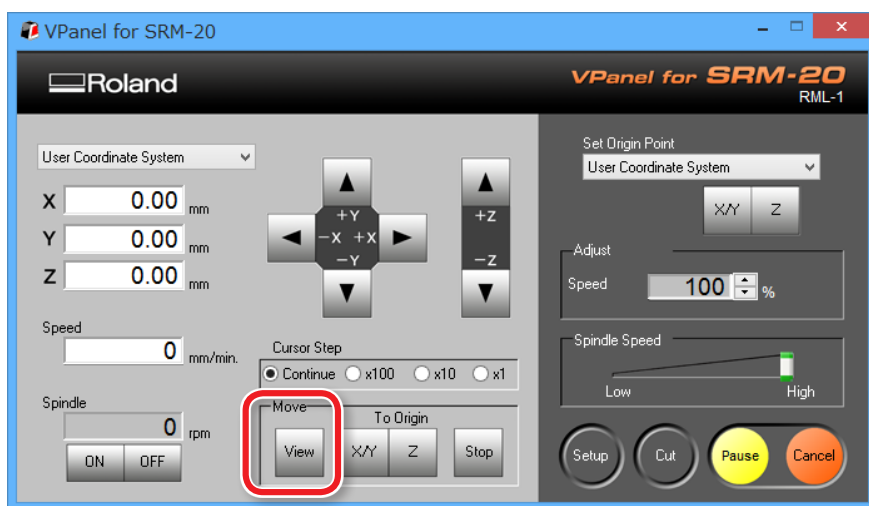 VPanel for SRM-20
Roland
VPanel for SRM-20
RML-1
User Coordinate System
X 0.00 mm
Y 0.00 mm
Z 0.00 mm
Speed
0 mm/min.
Spindle
0 rpm
ON OFF
+Y
-X +X
-Y
+Z
-Z
Cursor Step
Continue x100 x10 x1
Move
To Origin
View X/Y Z Stop
Set Origin Point
User Coordinate System
X/Y Z
Adjust
Speed 100 %
Spindle Speed
Low High
Setup Cut Pause Cancel